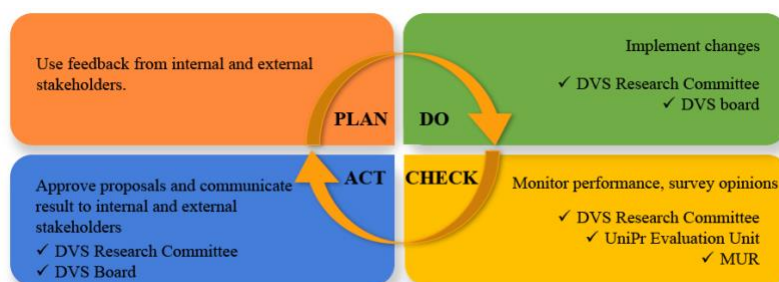 Use feedback from internal and external
stakeholders.
PLAN
Implement changes
✓ DVS Research Committee
✓ DVS board
DO
Approve proposals and communicate
result to internal and external
stakeholders
✓ DVS Research Committee
✓ DVS Board
ACT
CHECK
Monitor performance, survey opinions
✓ DVS Research Committee
✓ UniPr Evaluation Unit
✓ MUR